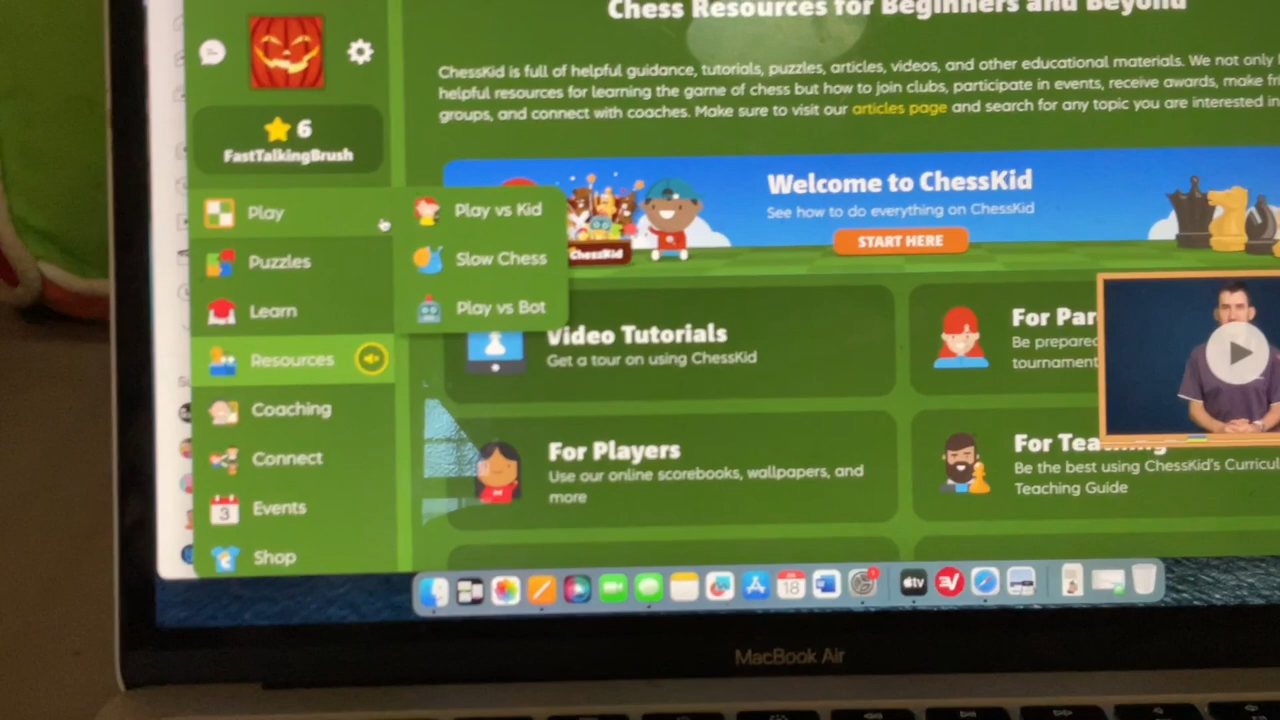 Chess Resources for Beginners and Beyond
ChessKid is full of helpful guidance, tutorials, puzzles, articles, videos, and other educational materials. We not only
helpful resources for learning the game of chess but how to join clubs, participate in events, receive awards, make
groups, and connect with coaches. Make sure to visit our articles page and search for any topic you are interested in
6
FastTalkingBrush
Play
Puzzles
Learn
Resources
Coaching
Connect
Events
3
Shop
Play vs Kid
Slow Chess
Play vs Bot
ChessKid
Welcome to ChessKid
See how to do everything on ChessKid
START HERE
Video Tutorials
Get a tour on using ChessKid
For Players
Use our online scorebooks, wallpapers, and
more
For
Be
For
Be the best using ChessKid's
Teaching Guide
18
tv
MacBook Air